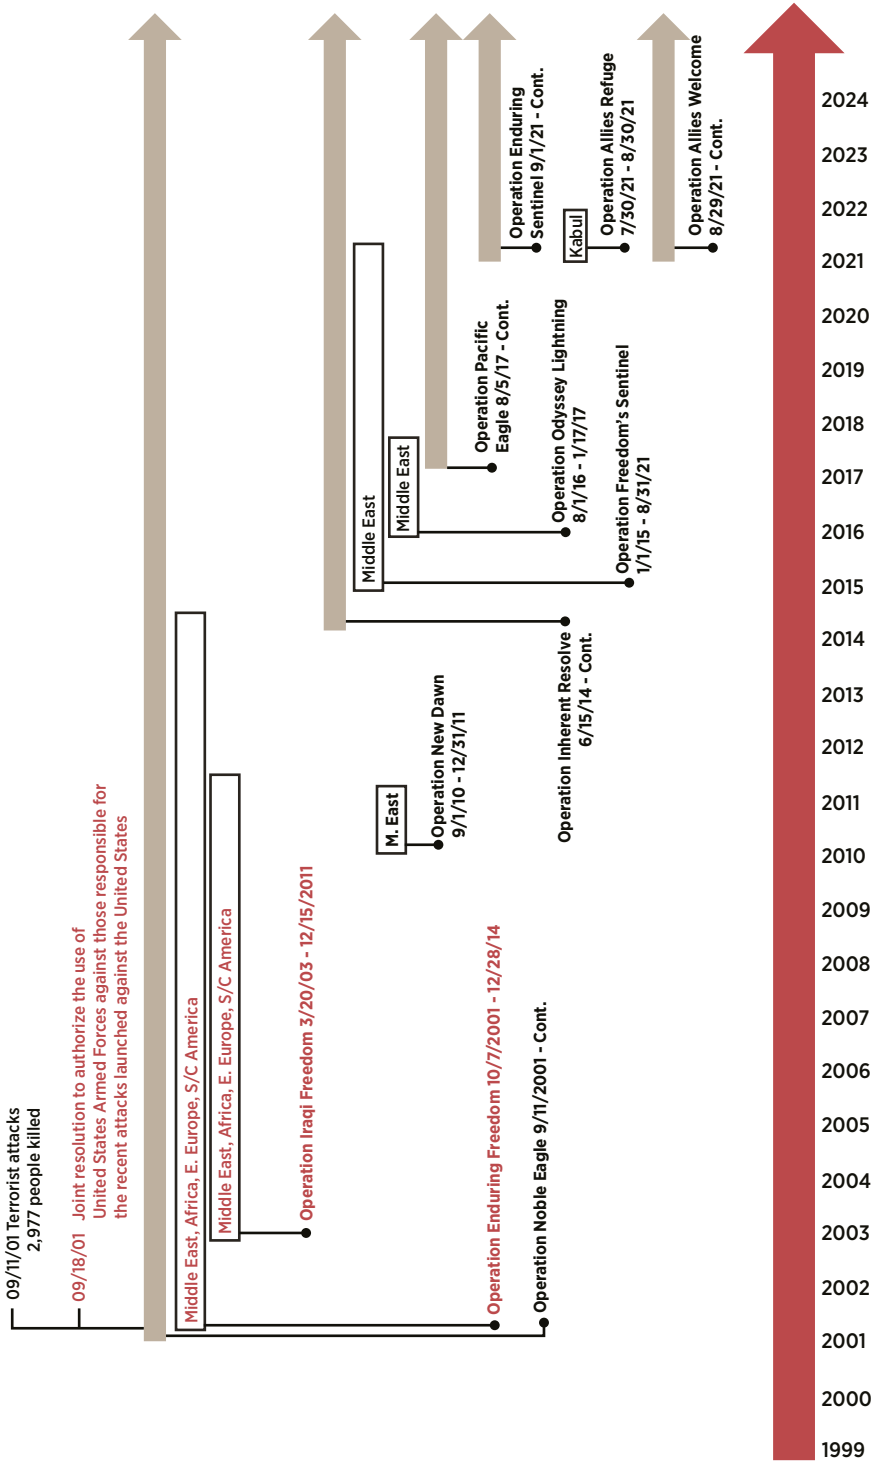 09/11/01 Terrorist attacks
2,977 people killed
09/18/01 Joint resolution to authorize the use of
United States Armed Forces against those responsible for
the recent attacks launched against the United States
Middle East, Africa, E. Europe, S/C America
Middle East, Africa, E. Europe, S/C America
Operation Iraqi Freedom 3/20/03 - 12/15/2011
M. East
Operation New Dawn
9/1/10 - 12/31/11
Operation Enduring Freedom 10/7/2001 - 12/28/14
Operation Noble Eagle 9/11/2001 - Cont.
Middle East
Middle East
Operation Pacific
Eagle 8/5/17 - Cont.
Operation Enduring
Sentinel 9/1/21 - Cont.
Operation Inherent Resolve
6/15/14 - Cont.
Operation Odyssey Lightning
8/1/16 - 1/17/17
Kabul
Operation Freedom's Sentinel
1/1/15 - 8/31/21
Operation Allies Refuge
7/30/21 - 8/30/21
Operation Allies Welcome
8/29/21 - Cont.
1999
2000
2001
2002
2003
2004
2005
2006
2007
2008
2009
2010
2011
2012
2013
2014
2015
2016
2017
2018
2019
2020
2021
2022
2023
2024